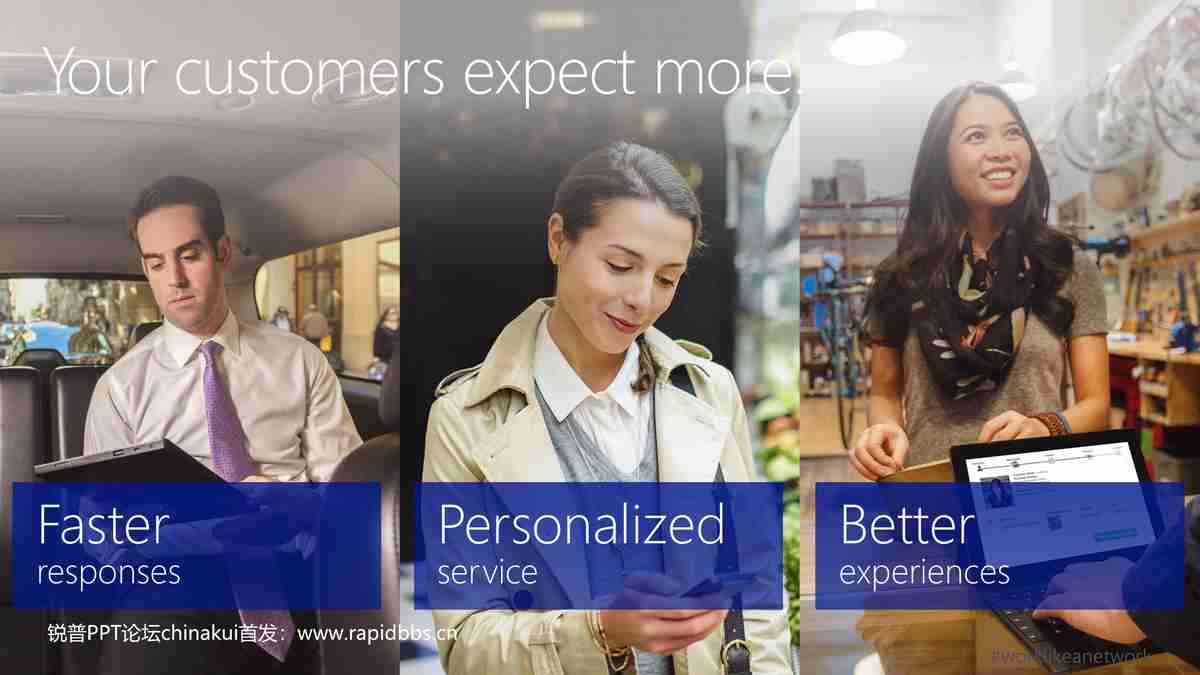 Your customers expect more.
Faster
responses
Personalized
service
Better
experiences
锐普PPT论坛chinakui首发：www.rapidbbs.cn
#worklikeanetwork